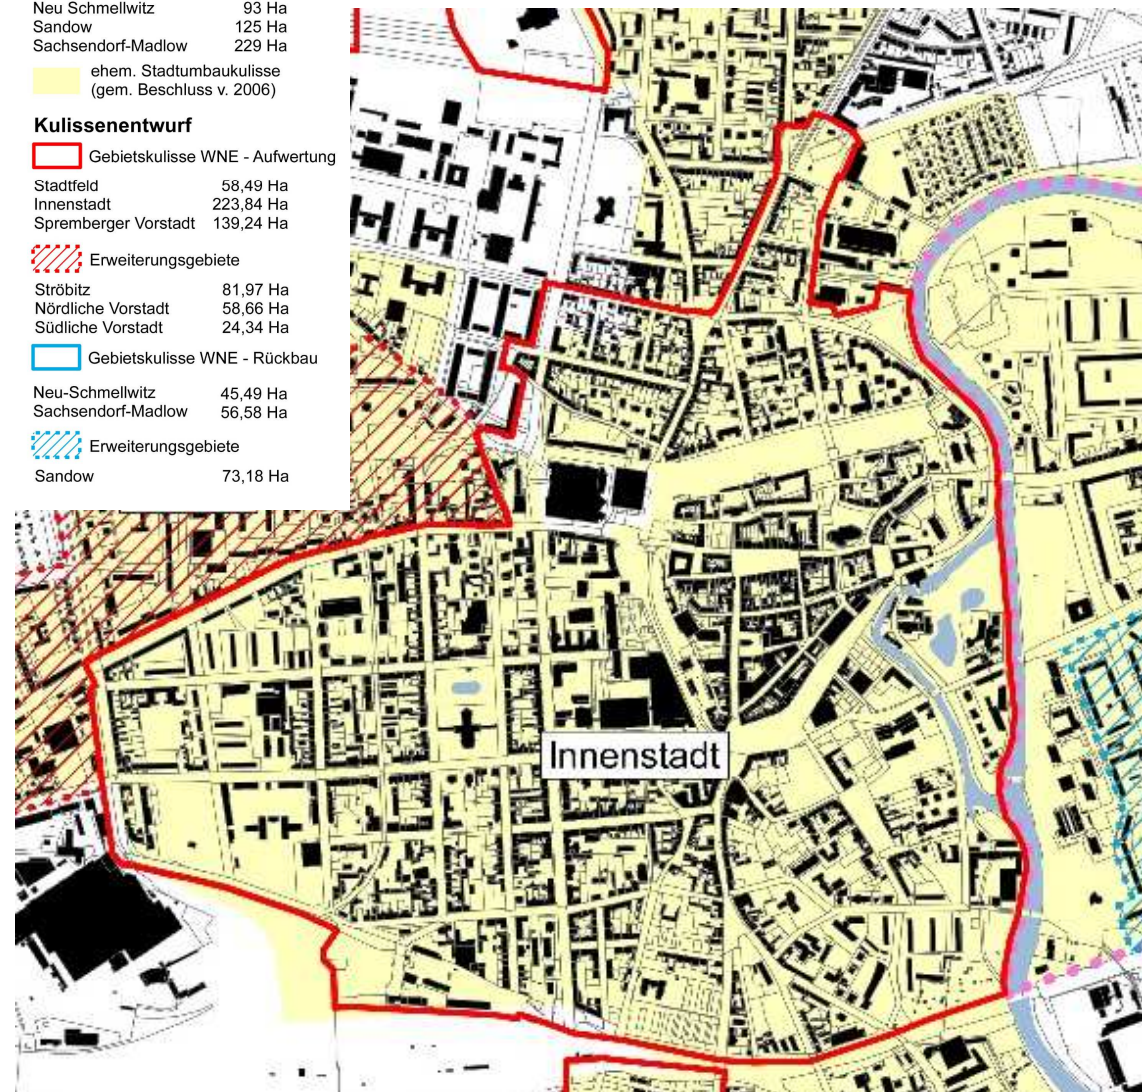 Neu Schmellwitz 93 Ha
Sandow 125 Ha
Sachsendorf-Madlow 229 Ha
ehem. Stadtumbaukulisse
(gem. Beschluss v. 2006)
Kulissenentwurf
Gebietskulisse WNE - Aufwertung
Stadtfeld 58,49 Ha
Innenstadt 223,84 Ha
Spremberger Vorstadt 139,24 Ha
Erweiterungsgebiete
Ströbitz 81,97 Ha
Nördliche Vorstadt 58,66 Ha
Südliche Vorstadt 24,34 Ha
Gebietskulisse WNE - Rückbau
Neu-Schmellwitz 45,49 Ha
Sachsendorf-Madlow 56,58 Ha
Erweiterungsgebiete
Sandow 73,18 Ha
Innenstadt